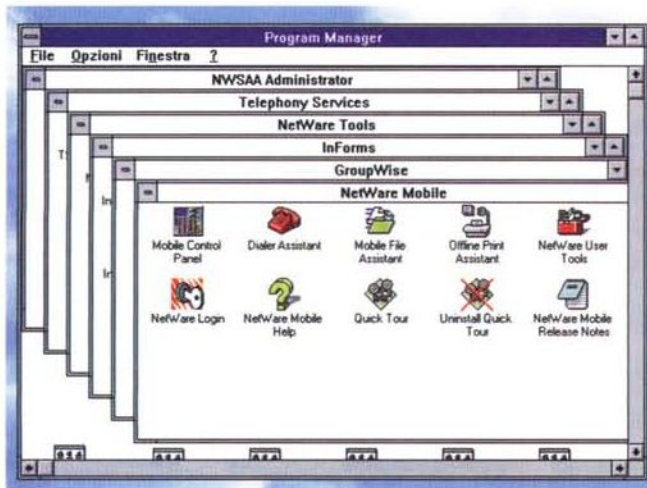 Program Manager
File Opzioni Finestra ?
NWSAA Administrator
Telephony Services
NetWare Tools
InForms
GroupWise
NetWare Mobile
Mobile Control Panel
Dialer Assistant
Mobile File Assistant
Offline Print Assistant
NetWare User Tools
NetWare Login
NetWare Mobile Help
Quick Tour
Uninstall Quick Tour
NetWare Mobile Release Notes